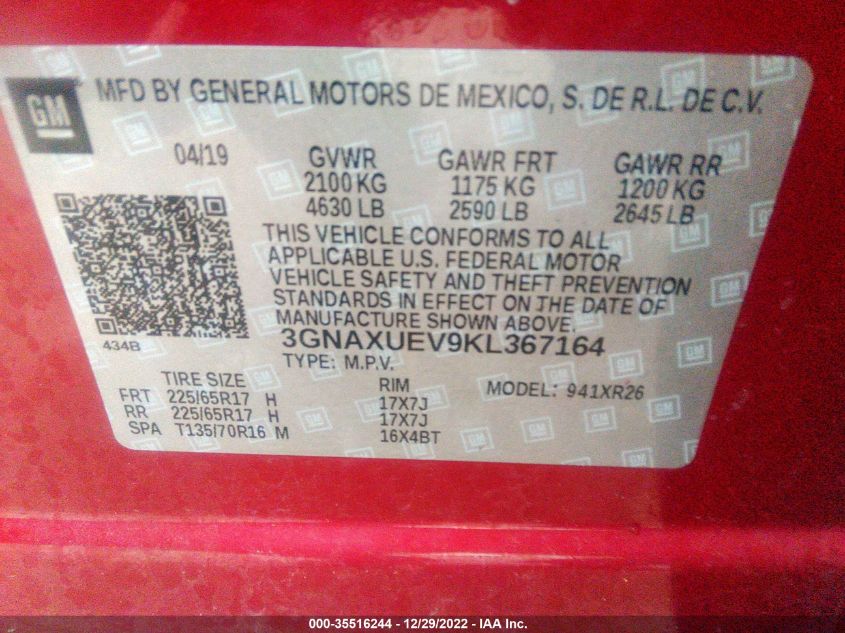 GM
MFD BY GENERAL MOTORS DE MEXICO, S. DE R.L. DE C.V.
04/19 GVWR GAWR FRT GAWR RR
2100 KG 1175 KG 1200 KG
4630 LB 2590 LB 2645 LB
THIS VEHICLE CONFORMS TO ALL
APPLICABLE U.S. FEDERAL MOTOR
VEHICLE SAFETY AND THEFT PREVENTION
STANDARDS IN EFFECT ON THE DATE OF
MANUFACTURE SHOWN ABOVE.
434B
3GNAXUEV9KL367164
TYPE: M.P.V.
TIRE SIZE RIM MODEL: 941XR26
FRT 225/65R17 H 17X7J
RR 225/65R17 H 17X7J
SPA T135/70R16 M 16X4BT
000-35516244 - 12/29/2022 - IAA Inc.